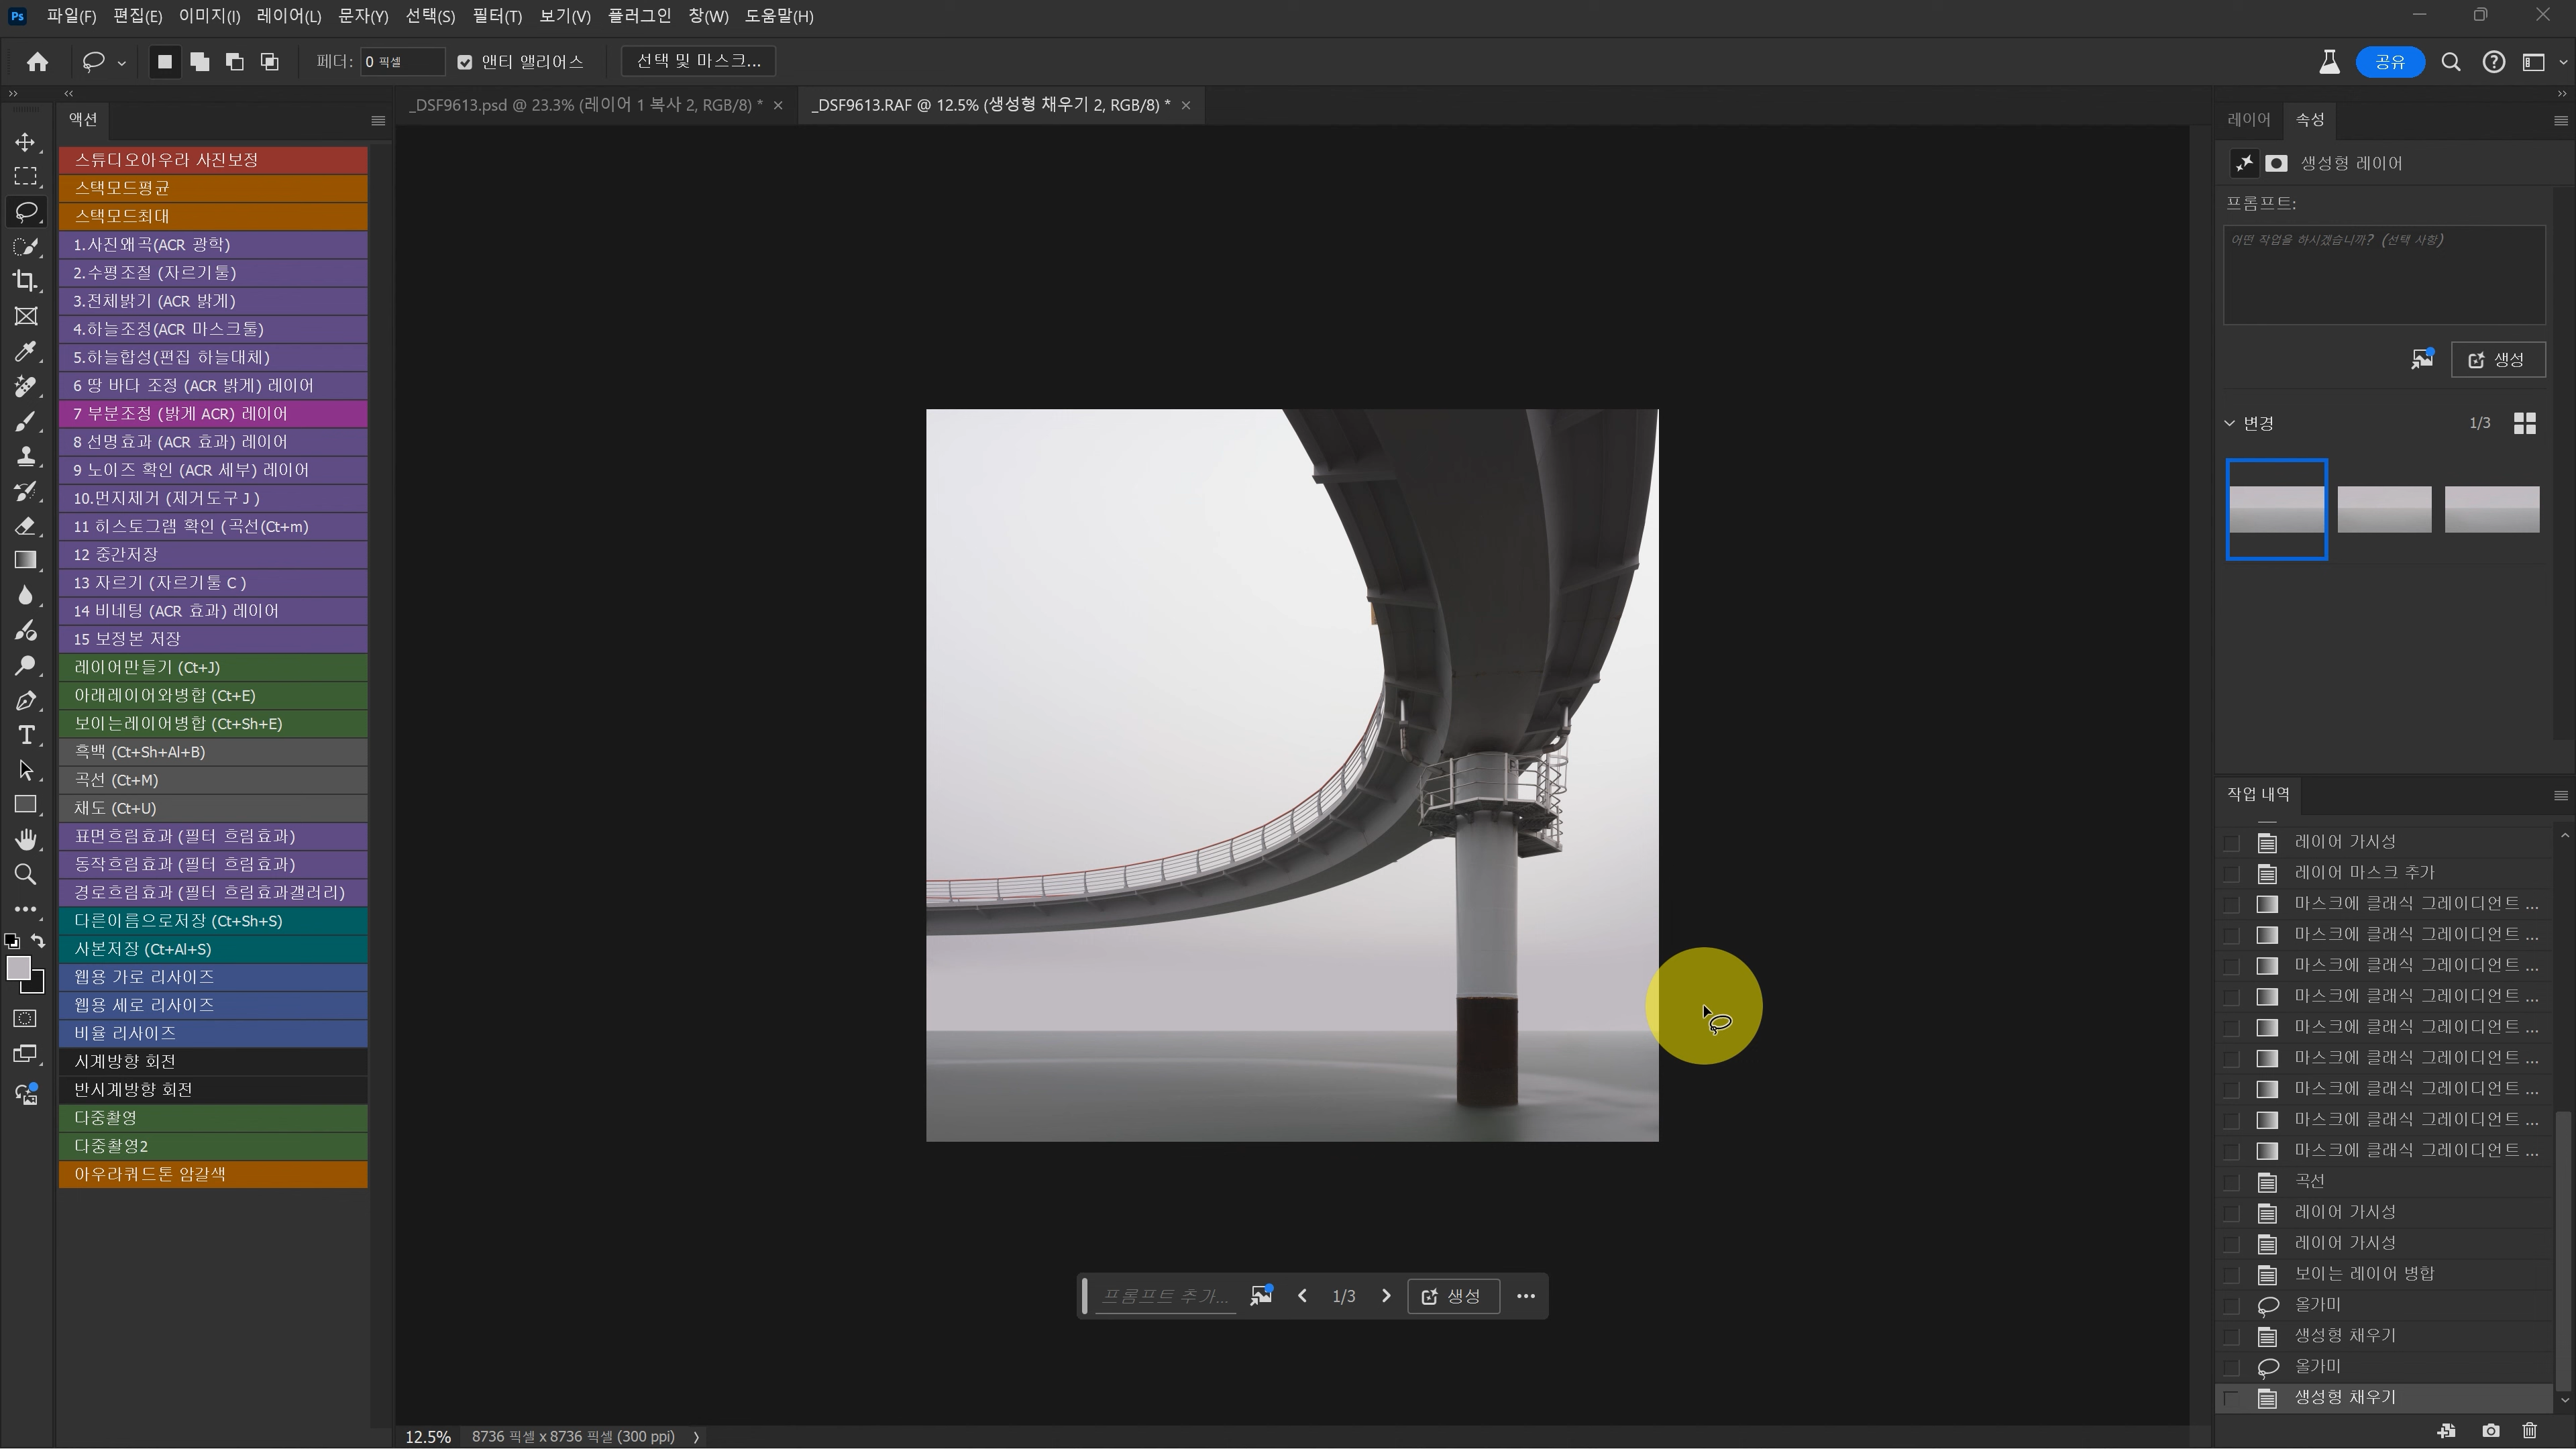 Ps 파일(F) 편집(E) 이미지(I) 레이어(L) 문자(Y) 선택(S) 필터(T) 보기(V) 플러그인 창(W) 도움말(H)
페더: 0 픽셀 앤티 앨리어스 선택 및 마스크... 공유
_DSF9613.psd @ 23.3% (레이어 1 복사 2, RGB/8) * × _DSF9613.RAF @ 12.5% (생성형 채우기 2, RGB/8) * ×
액션
스튜디오아우라 사진보정
스택모드평균
스택모드최대
1.사진왜곡(ACR 광학)
2.수평조절 (자르기툴)
3.전체밝기 (ACR 밝게)
4.하늘조정(ACR 마스크툴)
5.하늘합성(편집 하늘대체)
6 땅 바다 조정 (ACR 밝게) 레이어
7 부분조정 (밝게 ACR) 레이어
8 선명효과 (ACR 효과) 레이어
9 노이즈 확인 (ACR 세부) 레이어
10.먼지제거 (제거도구 J )
11 히스토그램 확인 (곡선(Ct+m)
12 중간저장
13 자르기 (자르기툴 C )
14 비네팅 (ACR 효과) 레이어
15 보정본 저장
레이어만들기 (Ct+J)
아래레이어와병합 (Ct+E)
보이는레이어병합 (Ct+Sh+E)
흑백 (Ct+Sh+Al+B)
곡선 (Ct+M)
채도 (Ct+U)
표면흐림효과 (필터 흐림효과)
동작흐림효과 (필터 흐림효과)
경로흐림효과 (필터 흐림효과갤러리)
다른이름으로저장 (Ct+Sh+S)
사본저장 (Ct+Al+S)
웹용 가로 리사이즈
웹용 세로 리사이즈
비율 리사이즈
시계방향 회전
반시계방향 회전
다중촬영
다중촬영2
아우라쿼드톤 암갈색
프롬프트 추가... 1/3 생성
12.5% 8736 픽셀 x 8736 픽셀 (300 ppi)
레이어 속성
생성형 레이어
프롬프트:
어떤 작업을 하시겠습니까? (선택 사항)
생성
변경 1/3
작업 내역
레이어 가시성
레이어 마스크 추가
마스크에 클래식 그레이디언트 ...
마스크에 클래식 그레이디언트 ...
마스크에 클래식 그레이디언트 ...
마스크에 클래식 그레이디언트 ...
마스크에 클래식 그레이디언트 ...
마스크에 클래식 그레이디언트 ...
마스크에 클래식 그레이디언트 ...
마스크에 클래식 그레이디언트 ...
마스크에 클래식 그레이디언트 ...
곡선
레이어 가시성
레이어 가시성
보이는 레이어 병합
올가미
생성형 채우기
올가미
생성형 채우기